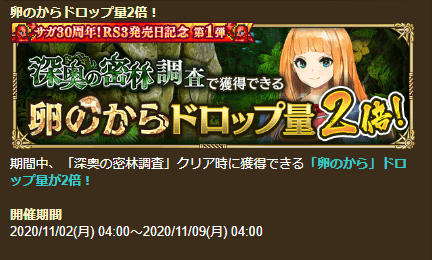 卵のからドロップ量2倍！
サガ30周年！RS3発売日記念 第1弾
深奥の密林調査で獲得できる
卵のからドロップ量2倍！
期間中、「深奥の密林調査」クリア時に獲得できる「卵のから」ドロ
ップ量が2倍！
開催期間
2020/11/02(月) 04:00～2020/11/09(月) 04:00